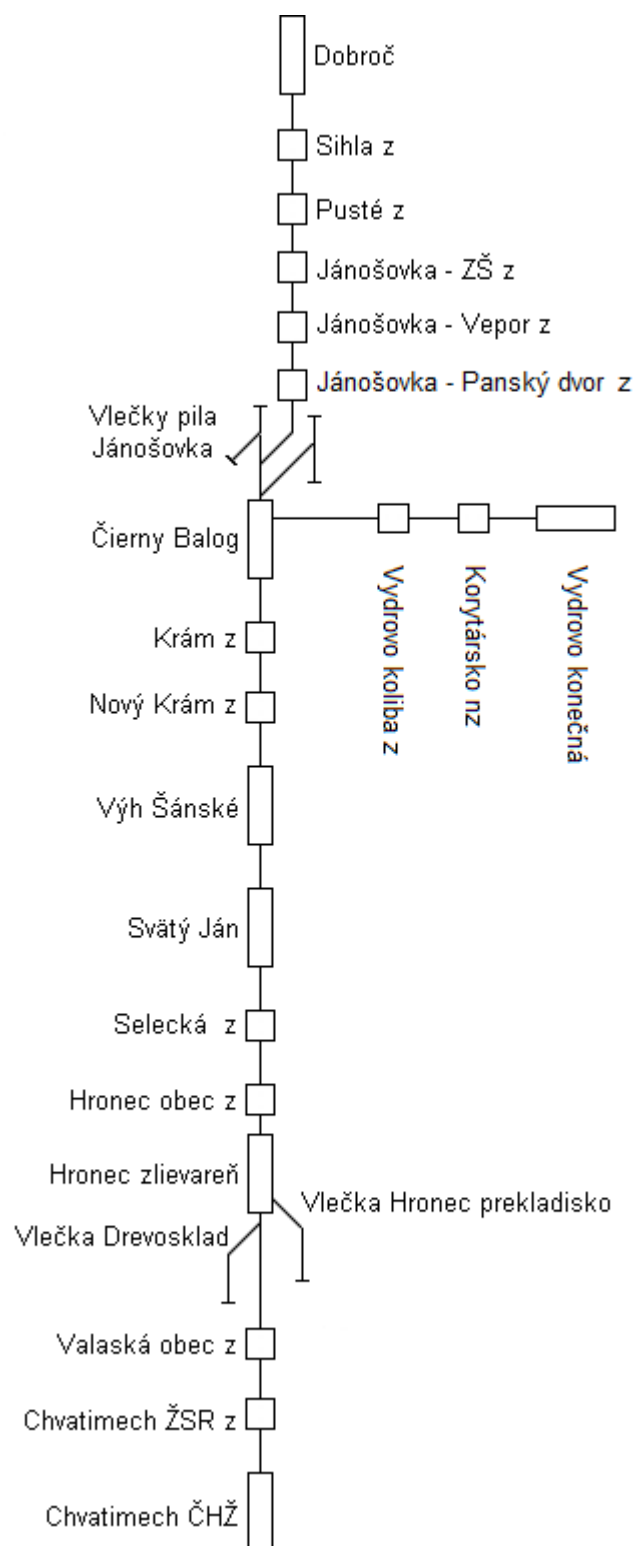 Dobroč
Sihla z
Pusté z
Jánošovka - ZŠ z
Jánošovka - Vepor z
Jánošovka - Panský dvor z
Vlečky pila
Jánošovka
Čierny Balog
Vydrovo koliba z
Korytársko nz
Vydrovo konečná
Krám z
Nový Krám z
Výh Šánské
Svätý Ján
Selecká z
Hronec obec z
Hronec zlievareň
Vlečka Hronec prekladisko
Vlečka Drevosklad
Valaská obec z
Chvatimech ŽSR z
Chvatimech ČHŽ